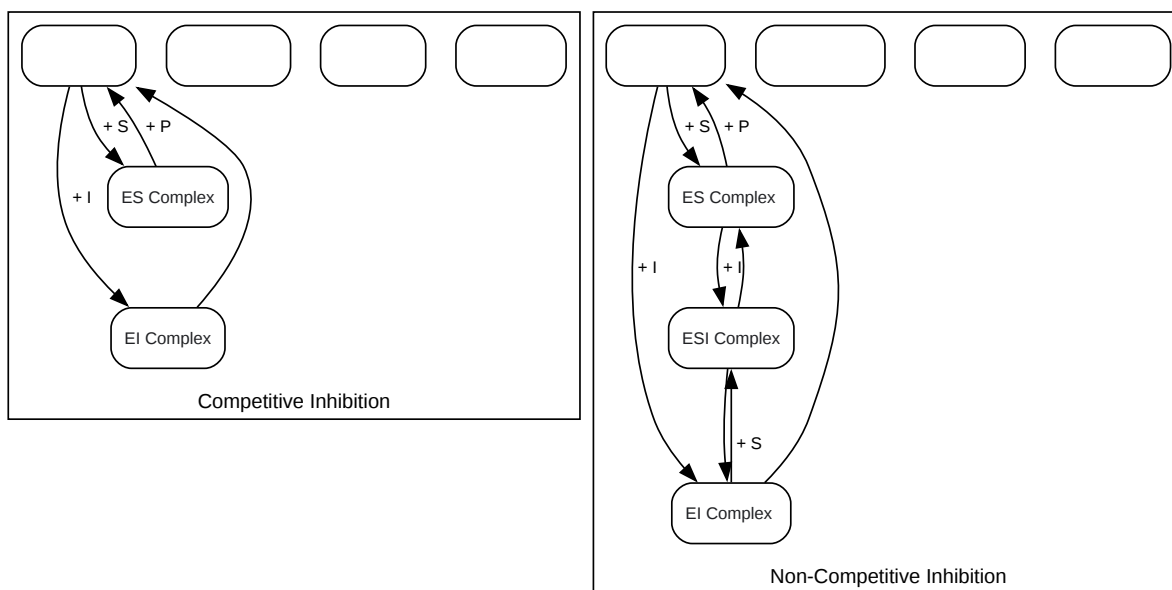 + S
+ P
ES Complex
+ I
EI Complex
Competitive Inhibition
+ S
+ P
ES Complex
+ I
+ I
ESI Complex
+ S
EI Complex
Non-Competitive Inhibition